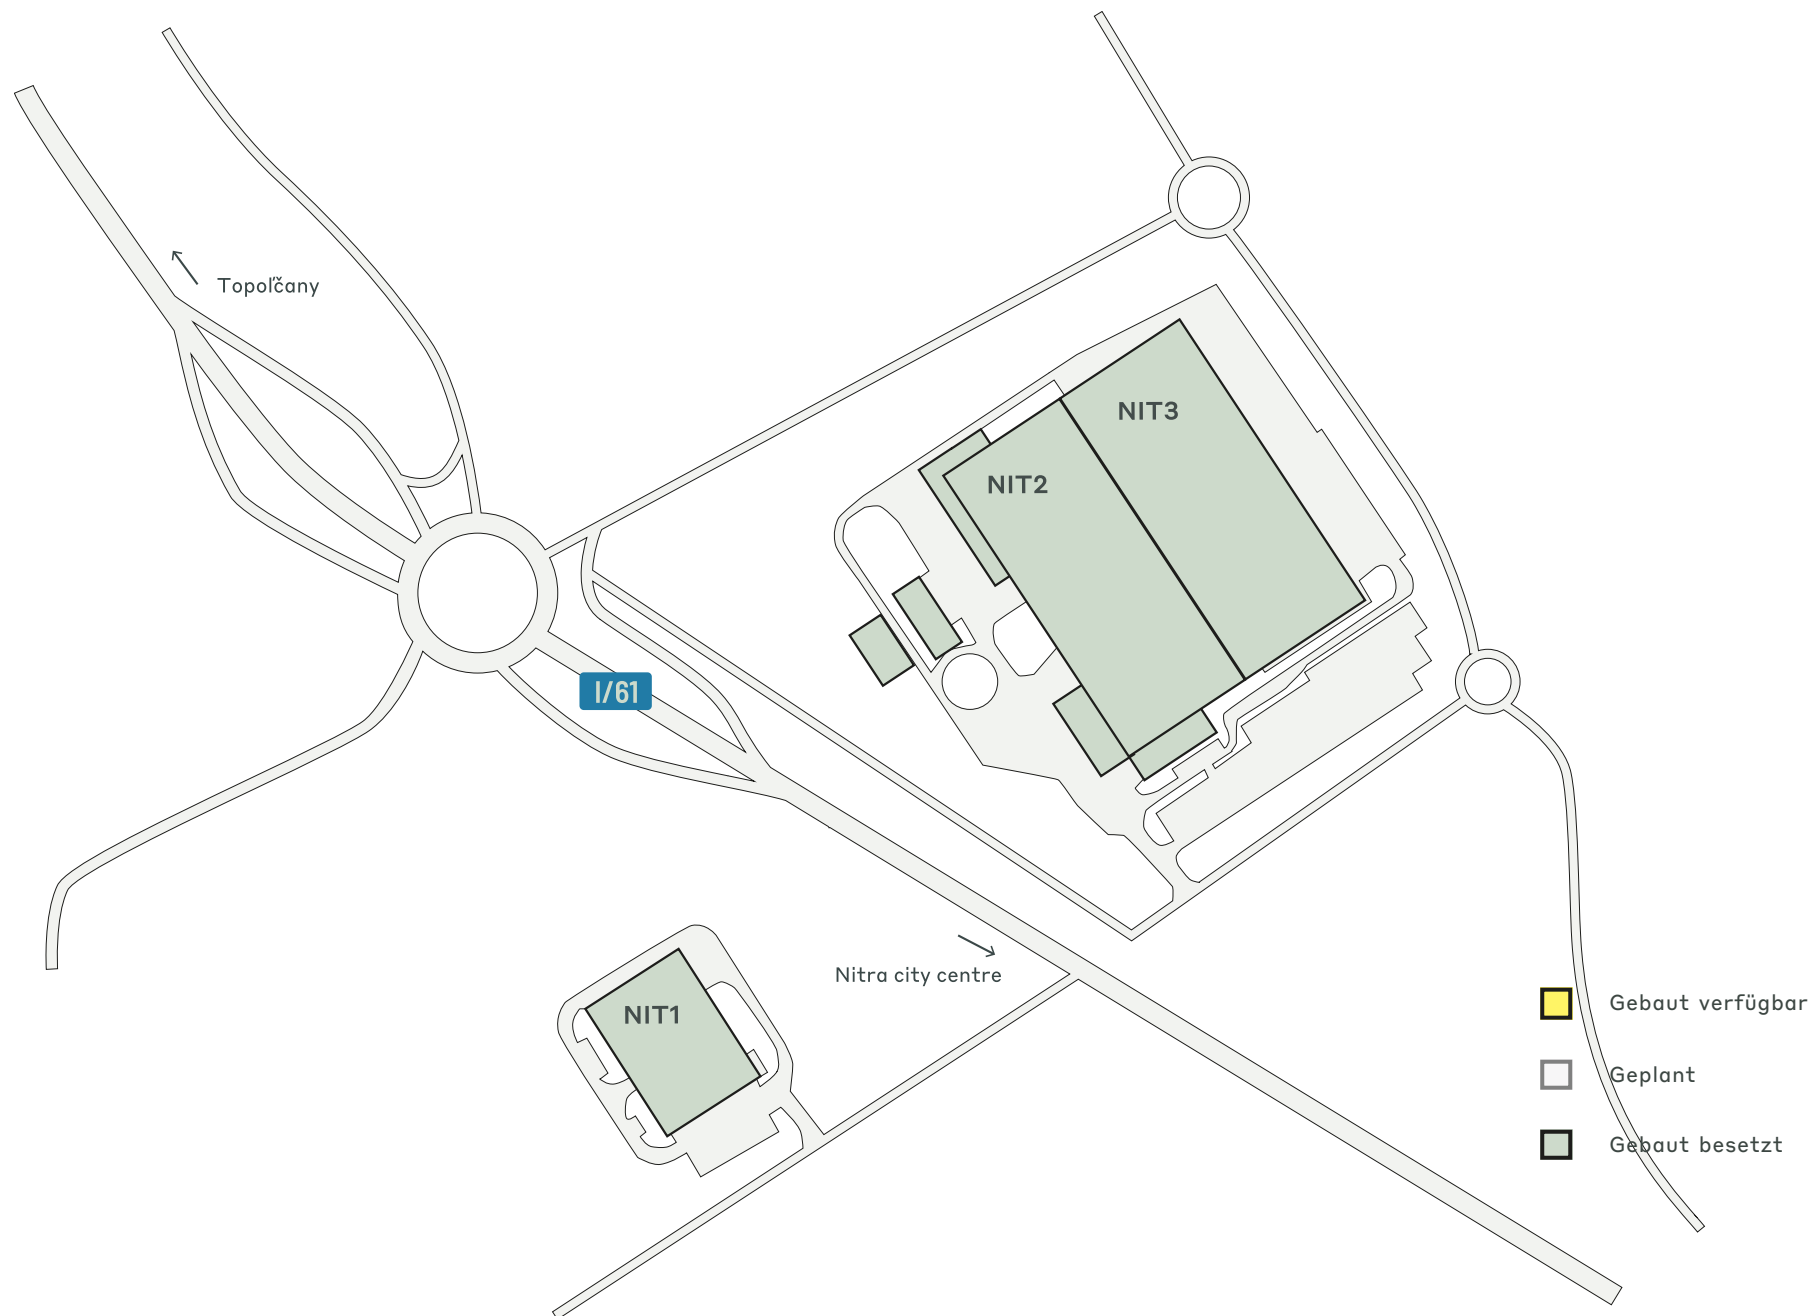 Topoľčany
NIT3
NIT2
I/61
Nitra city centre
NIT1
Gebaut verfügbar
Geplant
Gebaut besetzt